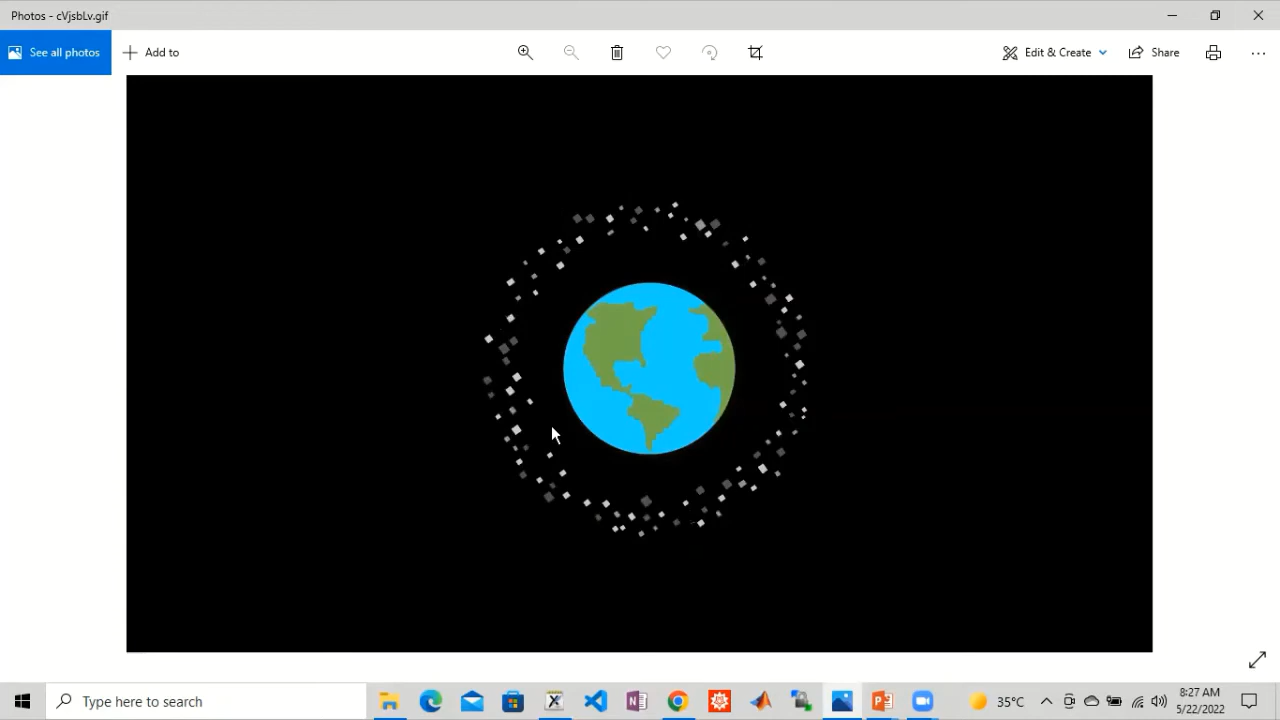 Photos - cVjsbLv.gif
See all photos
Add to
Edit & Create
Share
Type here to search
35°C
8:27 AM
5/22/2022